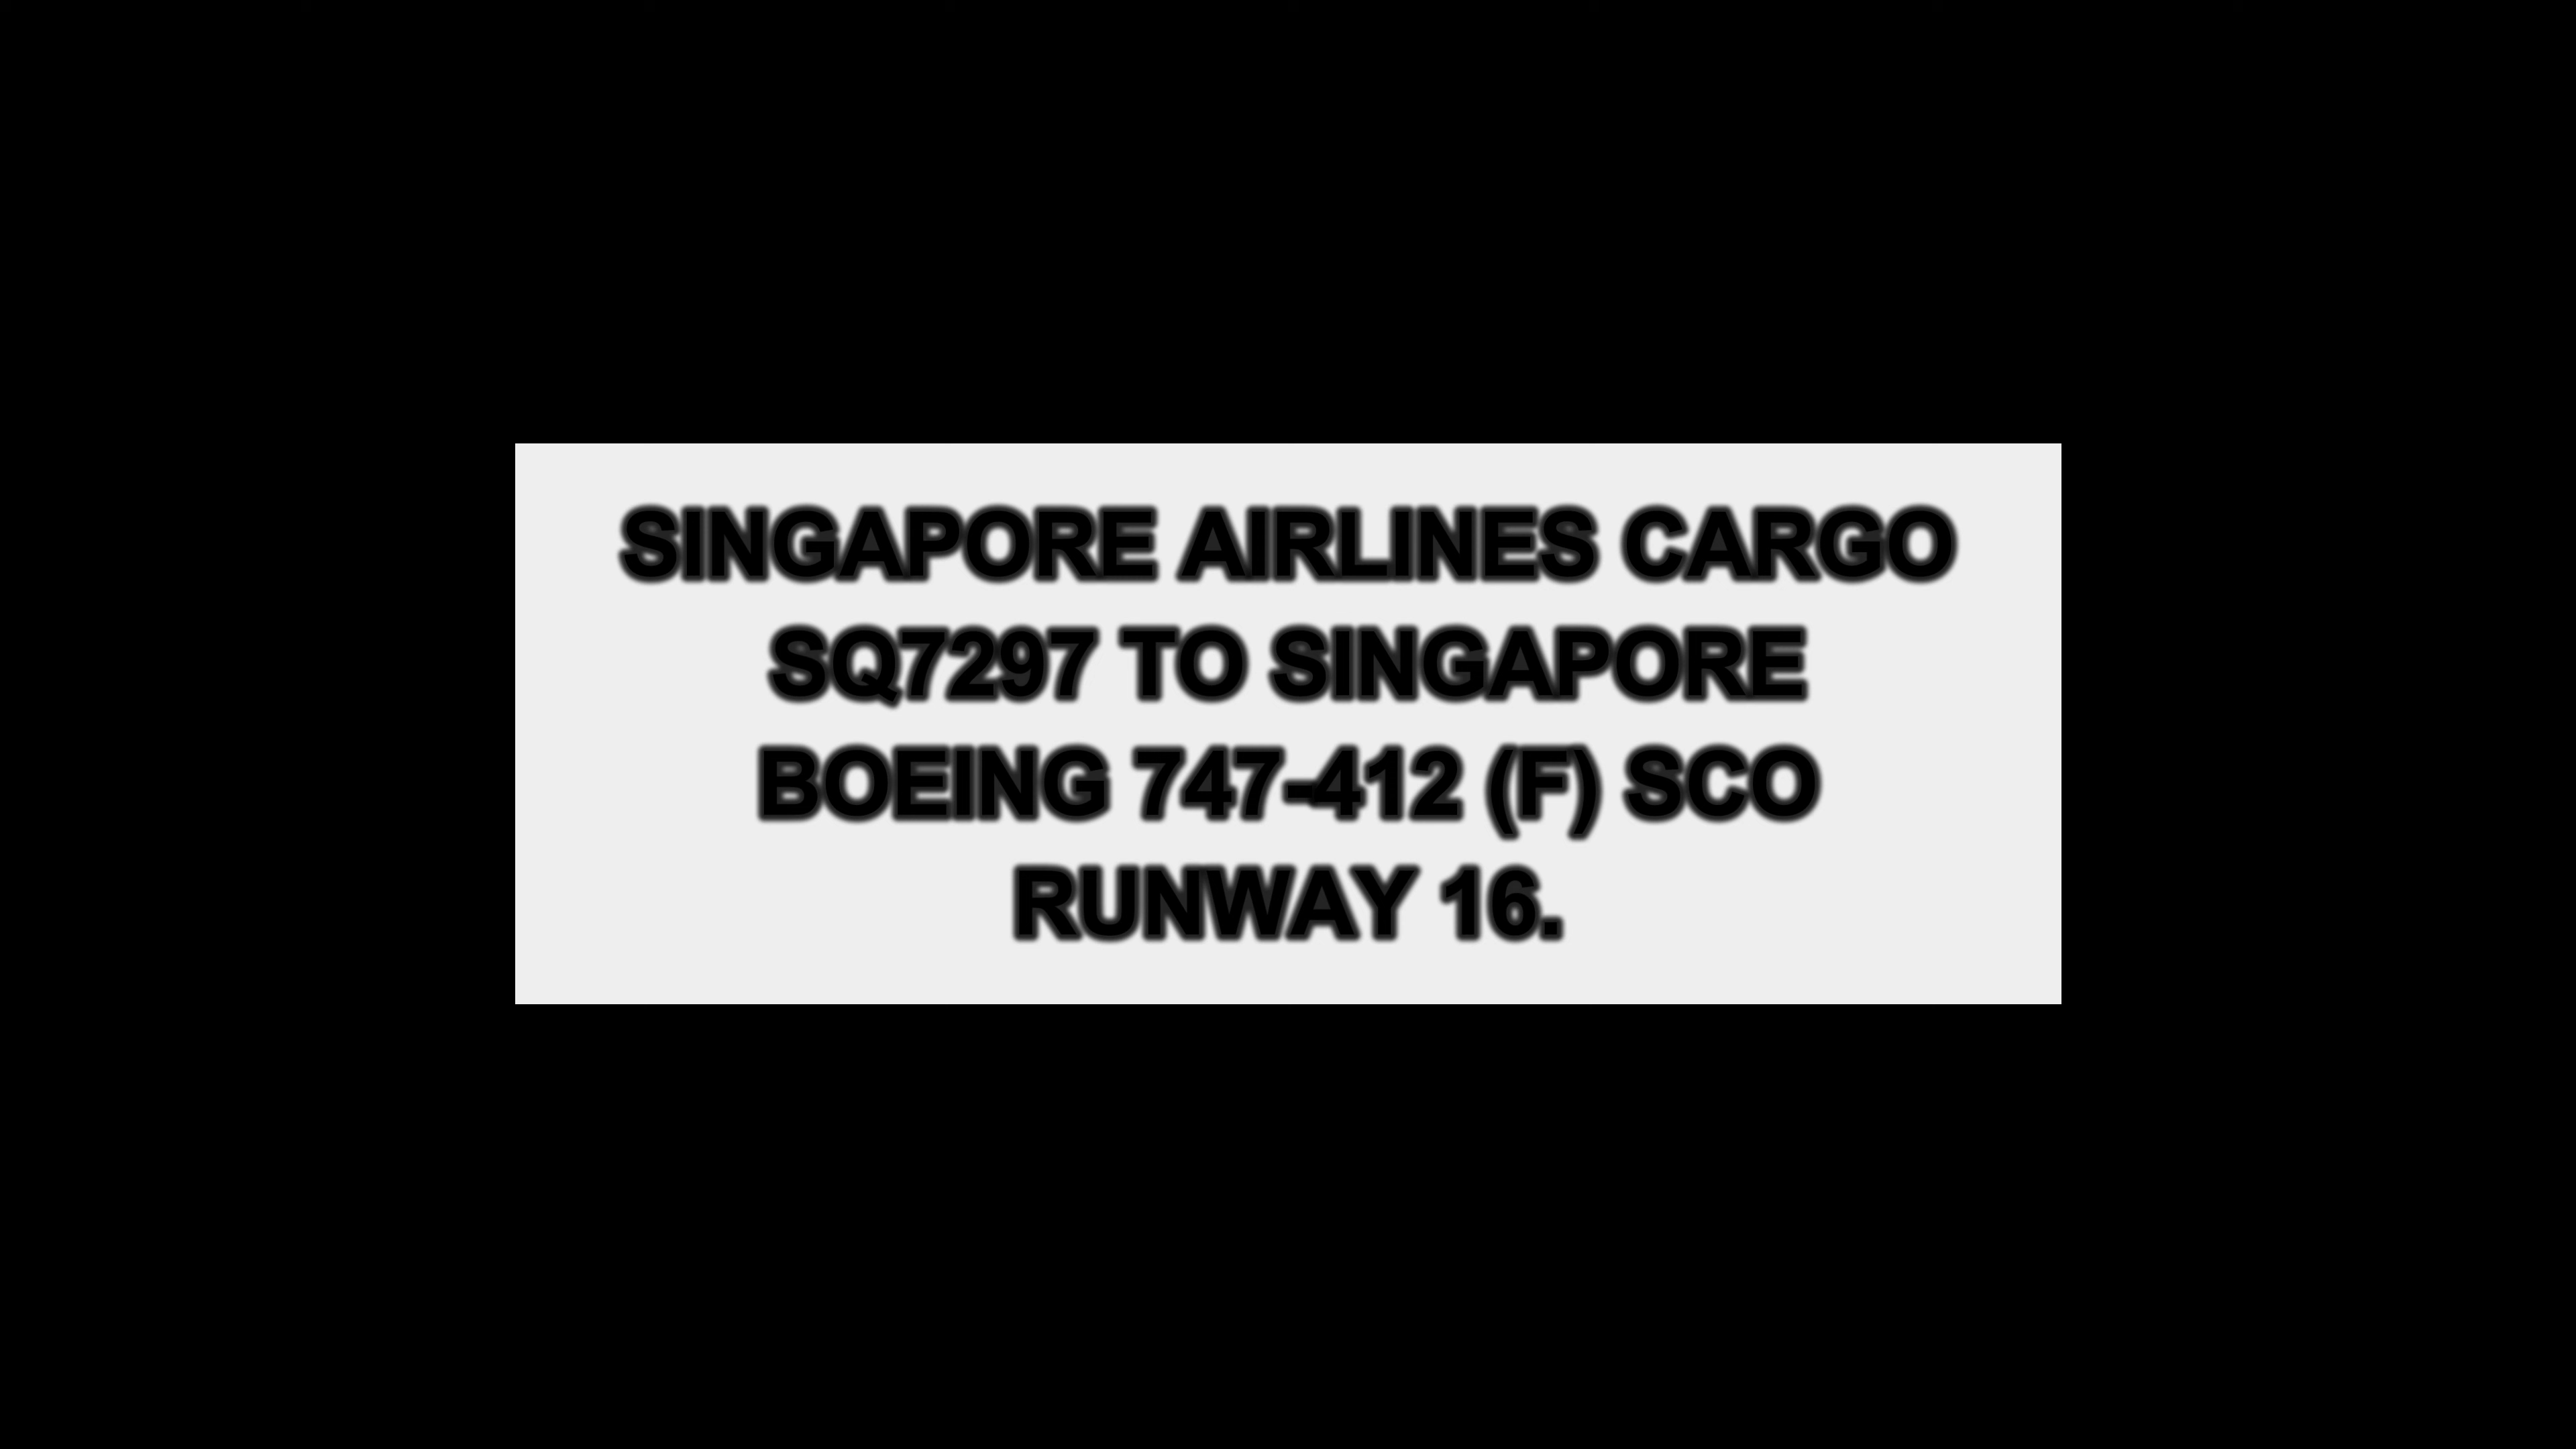 SINGAPORE AIRLINES CARGO
SQ7297 TO SINGAPORE
BOEING 747-412 (F) SCO
RUNWAY 16.